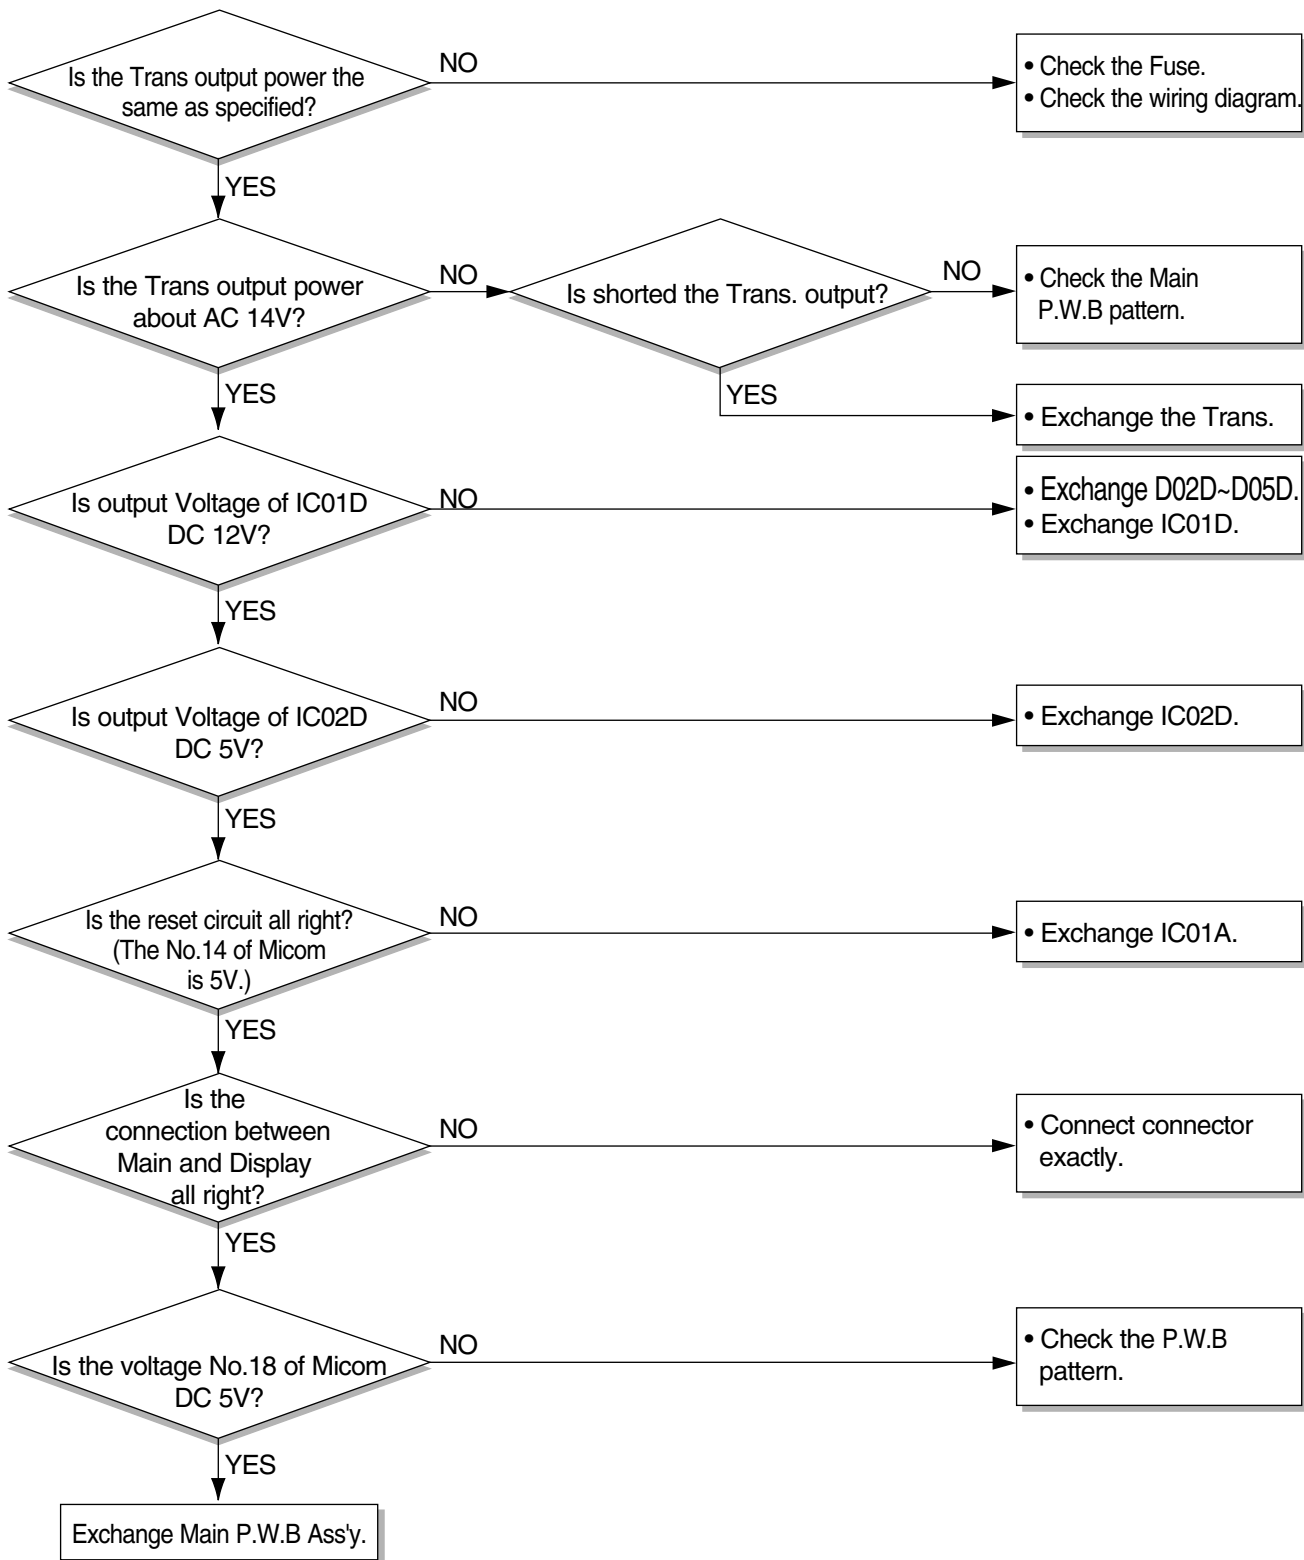 Is the Trans output power the
same as specified?
NO
• Check the Fuse.
• Check the wiring diagram.
YES
Is the Trans output power
about AC 14V?
NO
Is shorted the Trans. output?
NO
• Check the Main
P.W.B pattern.
YES
YES
• Exchange the Trans.
Is output Voltage of IC01D
DC 12V?
NO
• Exchange D02D~D05D.
• Exchange IC01D.
YES
Is output Voltage of IC02D
DC 5V?
NO
• Exchange IC02D.
YES
Is the reset circuit all right?
(The No.14 of Micom
is 5V.)
NO
• Exchange IC01A.
YES
Is the
connection between
Main and Display
all right?
NO
• Connect connector
exactly.
YES
Is the voltage No.18 of Micom
DC 5V?
NO
• Check the P.W.B
pattern.
YES
Exchange Main P.W.B Ass'y.